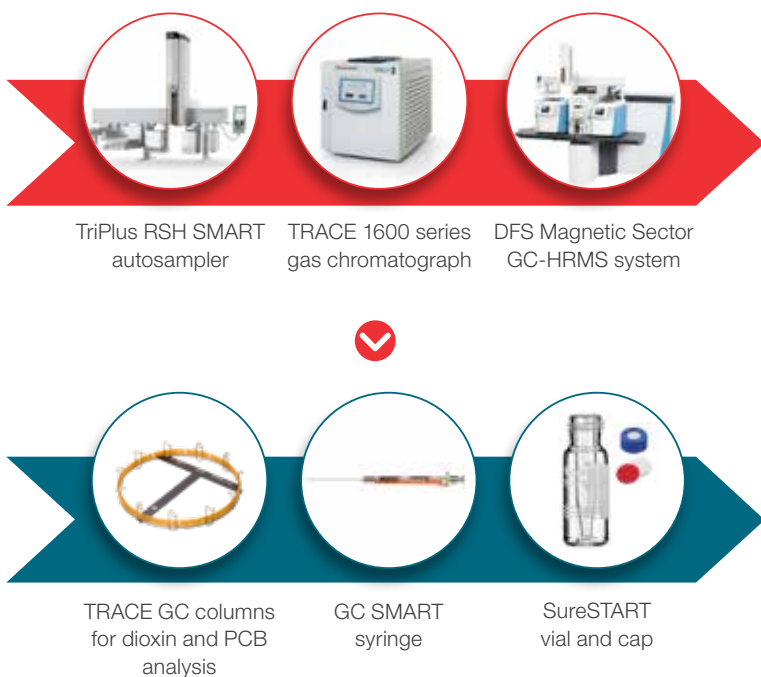 TriPlus RSH SMART
autosampler
TRACE 1600 series
gas chromatograph
DFS Magnetic Sector
GC-HRMS system
TRACE GC columns
for dioxin and PCB
analysis
GC SMART
syringe
SureSTART
vial and cap